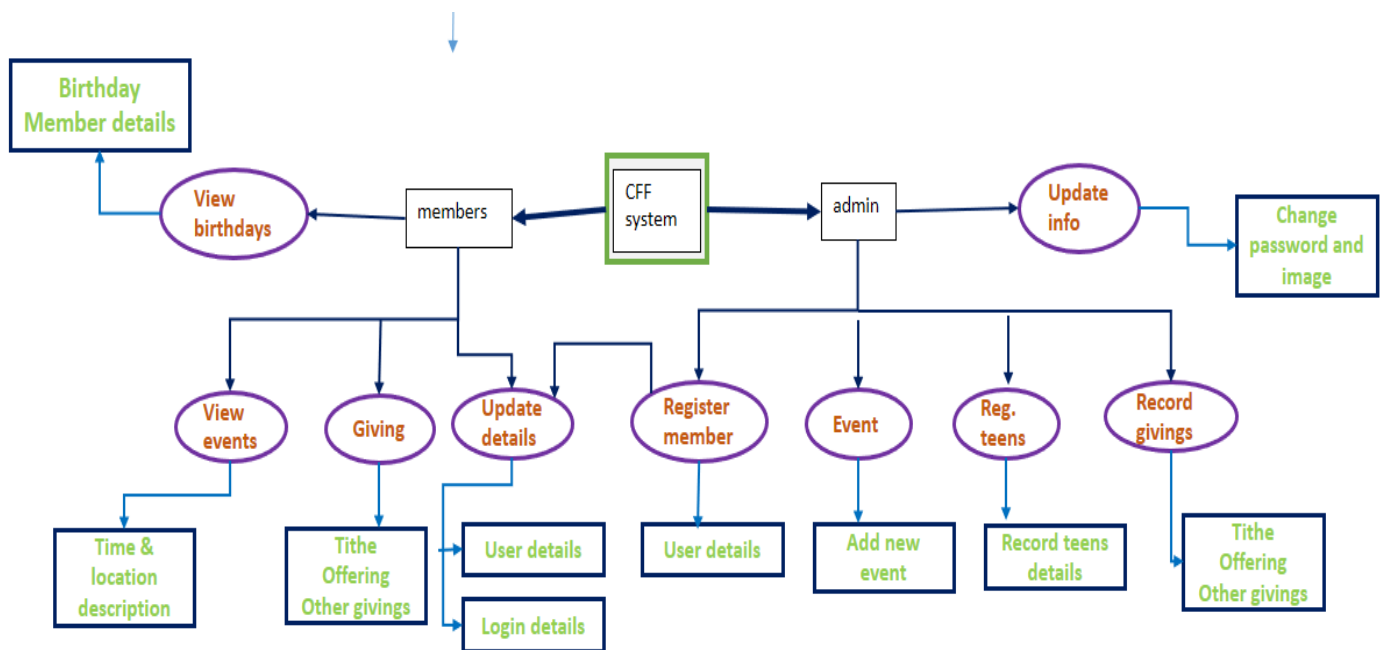 Birthday
Member details
View
birthdays
members
CFF
system
admin
Update
info
Change
password and
image
View
events
Giving
Update
details
Register
member
Event
Reg.
teens
Record
givings
Time &
location
description
Tithe
Offering
Other givings
User details
Login details
User details
Add new
event
Record teens
details
Tithe
Offering
Other givings